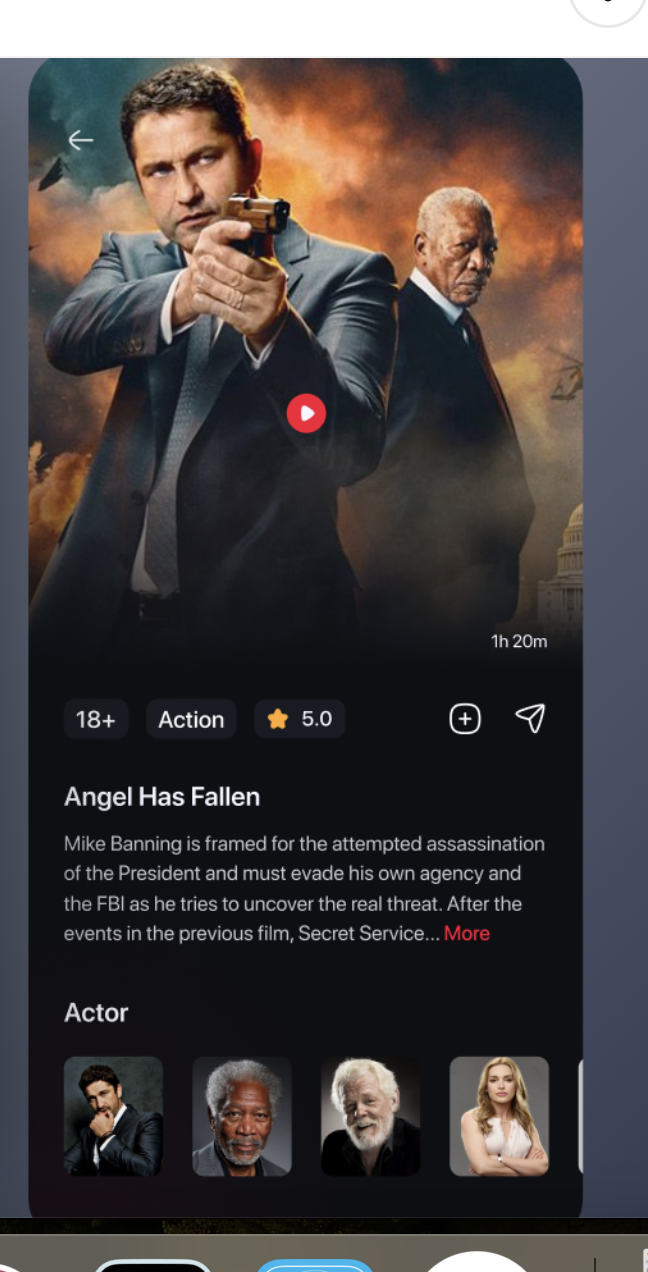 1h 20m
18+ Action 5.0
Angel Has Fallen
Mike Banning is framed for the attempted assassination
of the President and must evade his own agency and
the FBI as he tries to uncover the real threat. After the
events in the previous film, Secret Service... More
Actor